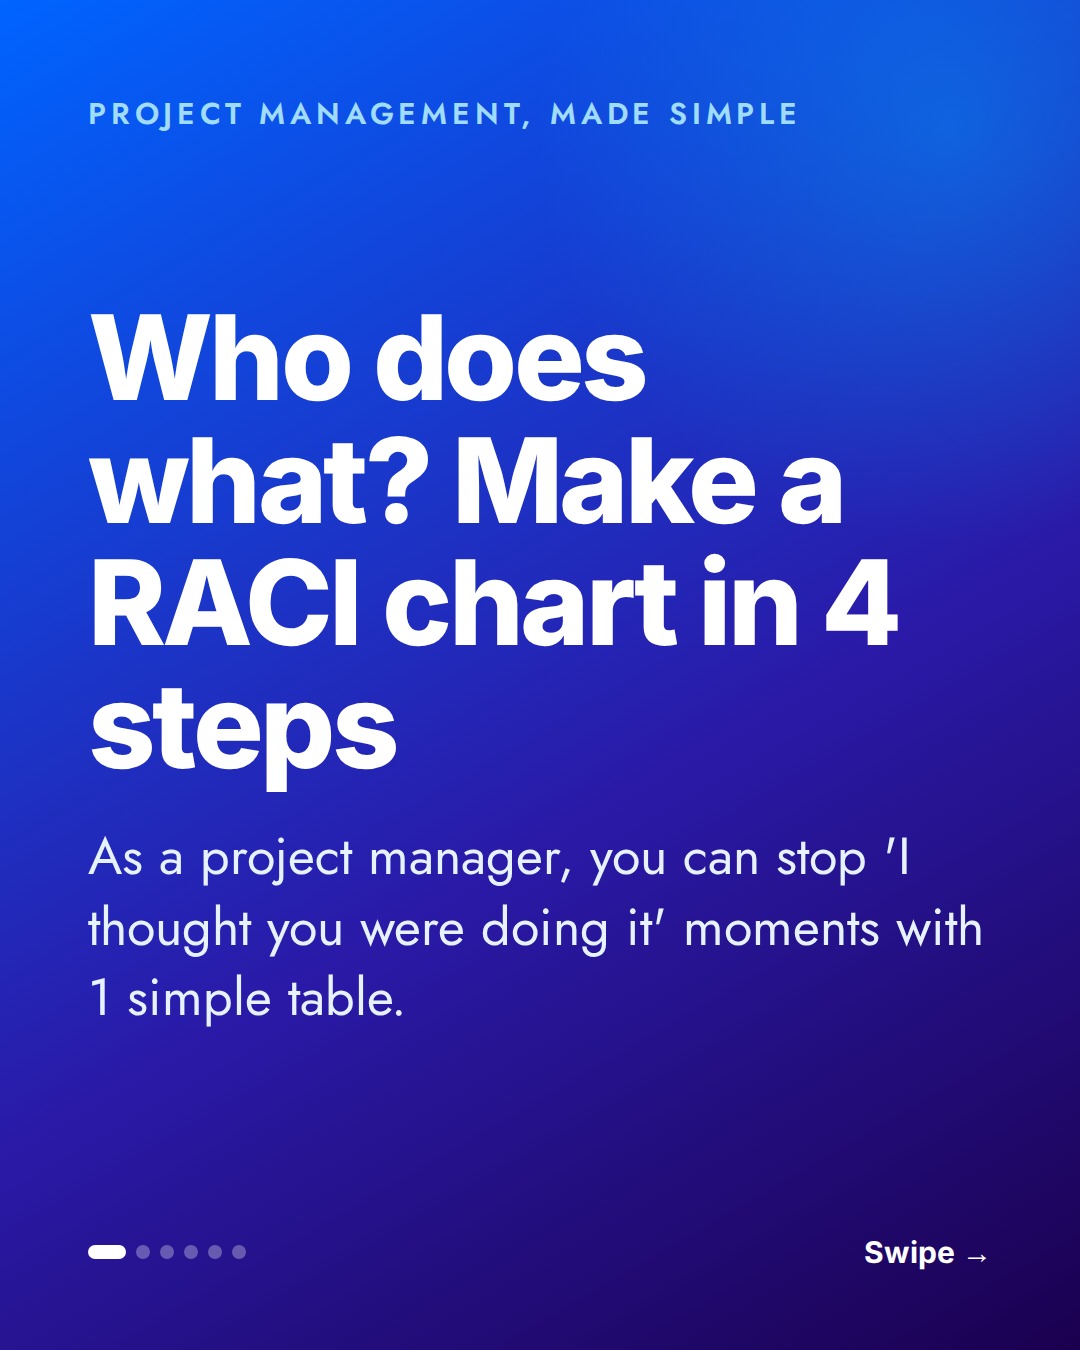 PROJECT MANAGEMENT, MADE SIMPLE
Who does
what? Make a
RACI chart in 4
steps
As a project manager, you can stop 'I
thought you were doing it' moments with
1 simple table.
Swipe →